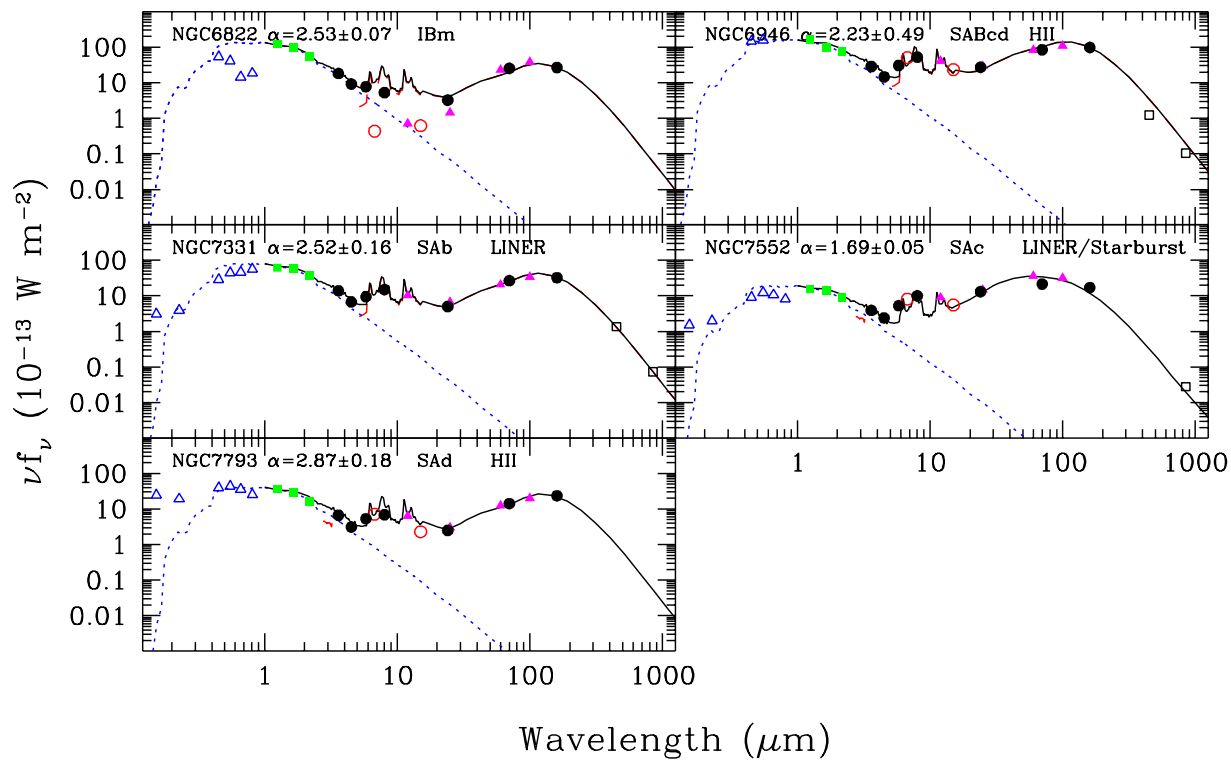 NGC6822 α=2.53±0.07 IBm
NGC6946 α=2.23±0.49 SABcd HII
100
10
1
0.1
0.01
NGC7331 α=2.52±0.16 SAb LINER
NGC7552 α=1.69±0.05 SAc LINER/Starburst
100
10
1
0.1
0.01
1 10 100 1000
NGC7793 α=2.87±0.18 SAd HII
100
10
1
0.1
0.01
1 10 100 1000
νfν (10−13 W m−2)
Wavelength (μm)